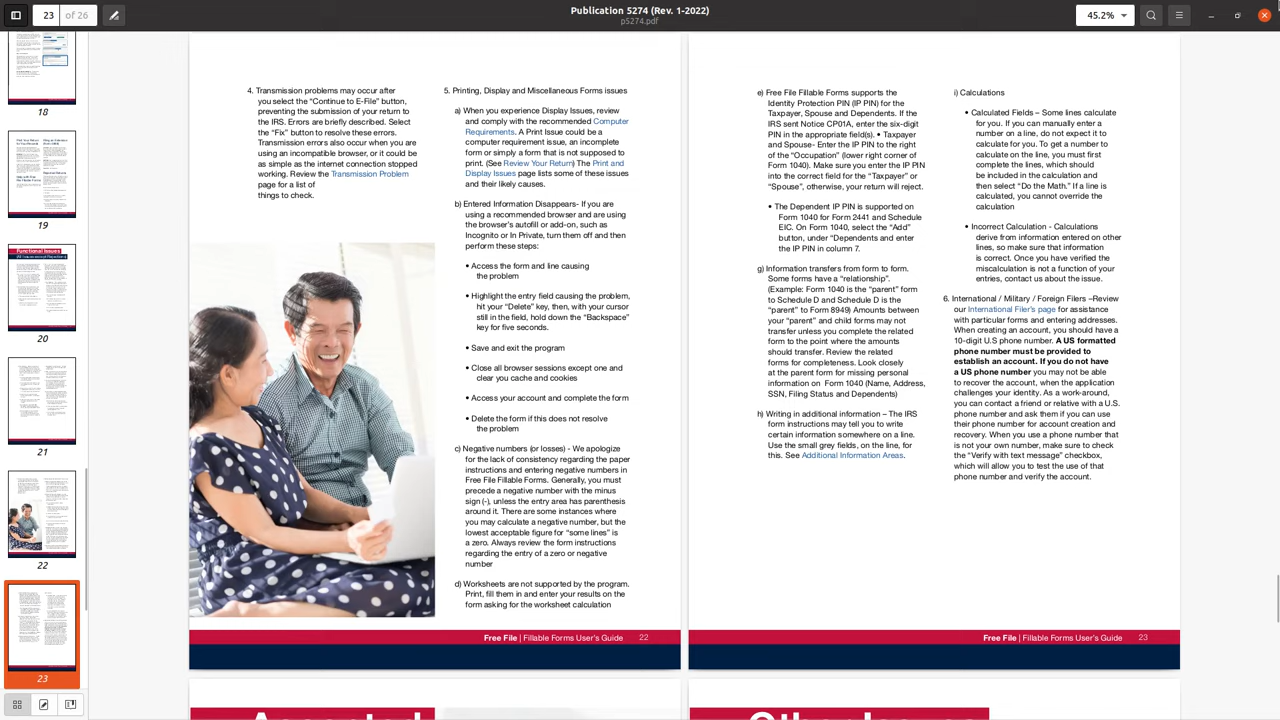 23
of 26
Publication 5274 (Rev. 1-2022)
p5274.pdf
45.2%
18
19
20
21
22
23
4. Transmission problems may occur after
you select the “Continue to E-File” button,
preventing the submission of your return to
the IRS. Errors are briefly described. Select
the “Fix” button to resolve these errors.
Transmission errors also occur when you are
using an incompatible browser, or it could be
as simple as the internet connection stopped
working. Review the Transmission Problem
page for a list of
things to check.
5. Printing, Display and Miscellaneous Forms issues
a) When you experience Display Issues, review
and comply with the recommended Computer
Requirements. A Print Issue could be a
computer requirement issue, an incomplete
form or simply a form that is not supposed to
print. (See Review Your Return) The Print and
Display Issues page lists some of these issues
and their likely causes.
b) Entered Information Disappears- If you are
using a recommended browser and are using
the browser's autofill or add-on, such as
Incognito or In Private, turn them off and then
perform these steps:
• Access the form and line causing
the problem
• Highlight the entry field causing the problem,
hit your “Delete” key, then, with your cursor
still in the field, hold down the “Backspace”
key for five seconds.
• Save and exit the program
• Close all browser sessions except one and
clear you cache and cookies
• Access your account and complete the form
• Delete the form if this does not resolve
the problem
c) Negative numbers (or losses) - We apologize
for the lack of consistency regarding the paper
instructions and entering negative numbers in
Free File Fillable Forms. Generally, you must
precede a negative number with the minus
sign (-), unless the entry area has parenthesis
around it. There are some instances where
you may calculate a negative number, but the
lowest acceptable figure for “some lines” is
a zero. Always review the form instructions
regarding the entry of a zero or negative
number
d) Worksheets are not supported by the program.
Print, fill them in and enter your results on the
form asking for the worksheet calculation
Free File | Fillable Forms User's Guide 22
e) Free File Fillable Forms supports the
Identity Protection PIN (IP PIN) for the
Taxpayer, Spouse and Dependents. If the
IRS sent Notice CP01A, enter the six-digit
PIN in the appropriate field(s). • Taxpayer
and Spouse- Enter the IP PIN to the right
of the “Occupation” (lower right corner of
Form 1040). Make sure you enter the IP PIN
into the correct field for the “Taxpayer” or
“Spouse”, otherwise, your return will reject.
• The Dependent IP PIN is supported on
Form 1040 for Form 2441 and Schedule
EIC. On Form 1040, select the “Add”
button, under “Dependents and enter
the IP PIN in column 7.
g) Information transfers from form to form.
Some forms have a “relationship”.
(Example: Form 1040 is the “parent” form
to Schedule D and Schedule D is the
“parent” to Form 8949) Amounts between
your “parent” and child forms may not
transfer unless you complete the related
form to the point where the amounts
should transfer. Review the related
forms for completeness. Look closely
at the parent form for missing personal
information on Form 1040 (Name, Address,
SSN, Filing Status and Dependents)
h) Writing in additional information – The IRS
form instructions may tell you to write
certain information somewhere on a line.
Use the small grey fields, on the line, for
this. See Additional Information Areas.
i) Calculations
• Calculated Fields – Some lines calculate
for you. If you can manually enter a
number on a line, do not expect it to
calculate for you. To get a number to
calculate on the line, you must first
complete the lines, which should
be included in the calculation and
then select “Do the Math.” If a line is
calculated, you cannot override the
calculation
• Incorrect Calculation - Calculations
derive from information entered on other
lines, so make sure that information
is correct. Once you have verified the
miscalculation is not a function of your
entries, contact us about the issue.
6. International / Military / Foreign Filers –Review
our International Filer's page for assistance
with particular forms and entering addresses.
When creating an account, you should have a
10-digit U.S phone number. A US formatted
phone number must be provided to
establish an account. If you do not have
a US phone number you may not be able
to recover the account, when the application
challenges your identity. As a work-around,
you can contact a friend or relative with a U.S.
phone number and ask them if you can use
their phone number for account creation and
recovery. When you use a phone number that
is not your own number, make sure to check
the “Verify with text message” checkbox,
which will allow you to test the use of that
phone number and verify the account.
Free File | Fillable Forms User's Guide 23